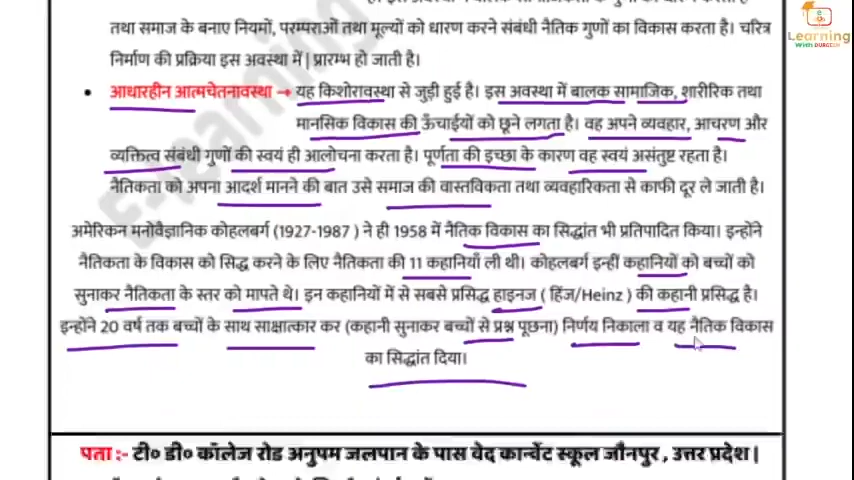 तथा समाज के बनाए नियमों, परम्पराओं तथा मूल्यों को धारण करने संबंधी नैतिक गुणों का विकास करता है। चरित्र
निर्माण की प्रक्रिया इस अवस्था में| प्रारम्भ हो जाती है।
• आधारहीन आत्मचेतनावस्था → यह किशोरावस्था से जुड़ी हुई है। इस अवस्था में बालक सामाजिक, शारीरिक तथा
मानसिक विकास की ऊँचाईयों को छूने लगता है। वह अपने व्यवहार, आचरण और
व्यक्तित्व संबंधी गुणों की स्वयं ही आलोचना करता है। पूर्णता की इच्छा के कारण वह स्वयं असंतुष्ट रहता है।
नैतिकता को अपना आदर्श मानने की बात उसे समाज की वास्तविकता तथा व्यवहारिकता से काफी दूर ले जाती है।
अमेरिकन मनोवैज्ञानिक कोहलबर्ग (1927-1987 ) ने ही 1958 में नैतिक विकास का सिद्धांत भी प्रतिपादित किया। इन्होंने
नैतिकता के विकास को सिद्ध करने के लिए नैतिकता की 11 कहानियाँ ली थी। कोहलबर्ग इन्हीं कहानियों को बच्चों को
सुनाकर नैतिकता के स्तर को मापते थे। इन कहानियों में से सबसे प्रसिद्ध हाइनज ( हिंज/Heinz ) की कहानी प्रसिद्ध है।
इन्होंने 20 वर्ष तक बच्चों के साथ साक्षात्कार कर (कहानी सुनाकर बच्चों से प्रश्न पूछना) निर्णय निकाला व यह नैतिक विकास
का सिद्धांत दिया।
पता :- टी० डी० कॉलेज रोड अनुपम जलपान के पास वेद कान्वेंट स्कूल जौनपुर , उत्तर प्रदेश |
E-learning
Learning
With DURGESH